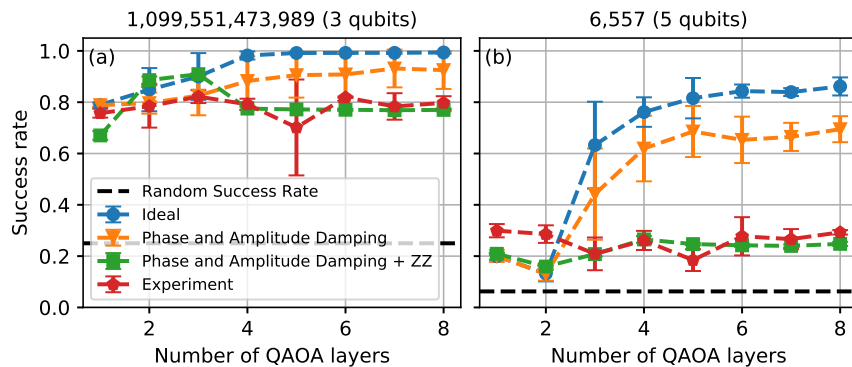 1,099,551,473,989 (3 qubits)
6,557 (5 qubits)
(a)
(b)
Success rate
1.0
0.8
0.6
0.4
0.2
0.0
Random Success Rate
Ideal
Phase and Amplitude Damping
Phase and Amplitude Damping + ZZ
Experiment
2 4 6 8
2 4 6 8
Number of QAOA layers
Number of QAOA layers